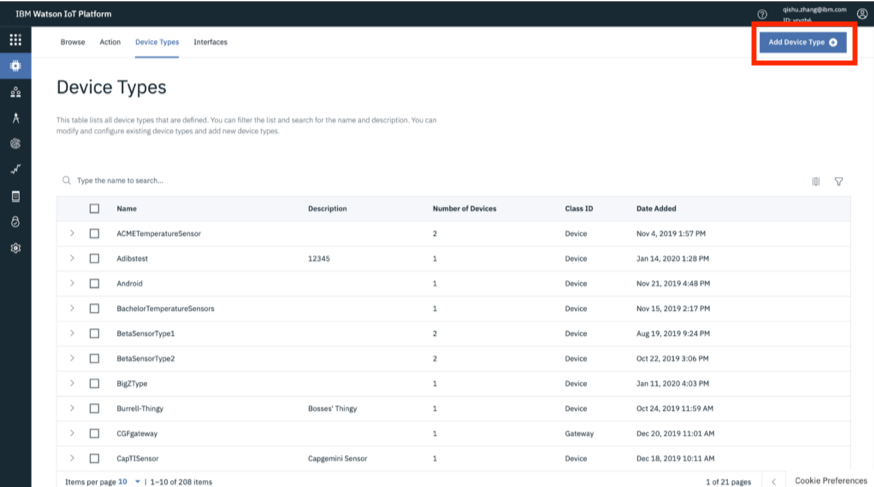 IBM Watson IoT Platform
qishu.zhang@ibm.com
Browse Action Device Types Interfaces
Add Device Type
Device Types
This table lists all device types that are defined. You can filter the list and search for the name and description. You can
modify and configure existing device types and add new device types.
Type the name to search...
Name Description Number of Devices Class ID Date Added
ACMETemperatureSensor 2 Device Nov 4, 2019 1:57 PM
Adibstest 12345 1 Device Jan 14, 2020 1:28 PM
Android 1 Device Nov 21, 2019 4:48 PM
BachelorTemperatureSensors 1 Device Nov 15, 2019 2:17 PM
BetaSensorType1 2 Device Aug 19, 2019 9:24 PM
BetaSensorType2 2 Device Oct 22, 2019 3:06 PM
BigZType 1 Device Jan 11, 2020 4:03 PM
Burrell-Thingy Bosses' Thingy 1 Device Oct 24, 2019 11:59 AM
CGFgateway 1 Gateway Dec 20, 2019 11:01 AM
CapTISensor Capgemini Sensor 1 Device Dec 18, 2019 10:11 AM
Items per page 10 | 1–10 of 208 items 1 of 21 pages Cookie Preferences